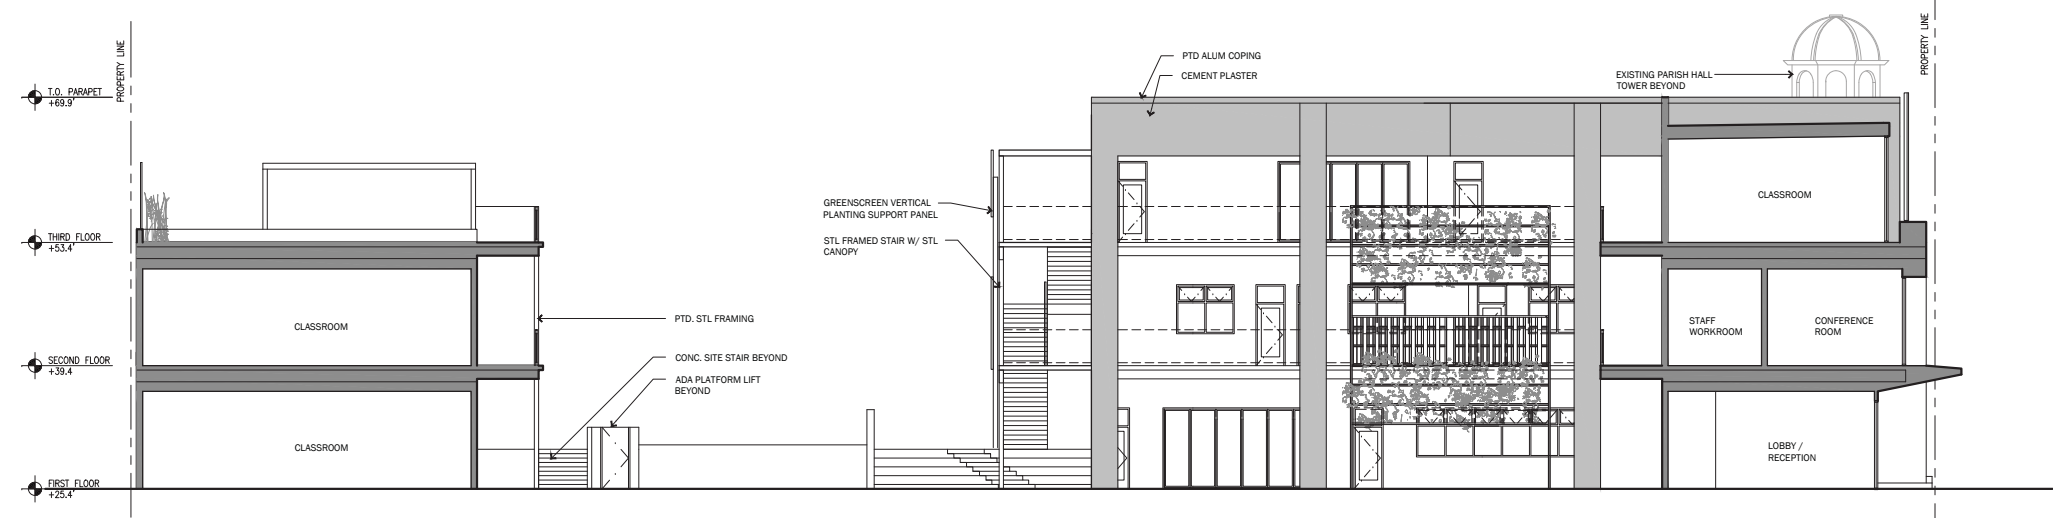 PROPERTY LINE
T.O. PARAPET
+69.9'
THIRD FLOOR
+53.4'
SECOND FLOOR
+39.4
FIRST FLOOR
+25.4'
CLASSROOM
CLASSROOM
PTD. STL FRAMING
CONC. SITE STAIR BEYOND
ADA PLATFORM LIFT
BEYOND
GREENSCREEN VERTICAL
PLANTING SUPPORT PANEL
STL FRAMED STAIR W/ STL
CANOPY
PTD ALUM COPING
CEMENT PLASTER
EXISTING PARISH HALL
TOWER BEYOND
PROPERTY LINE
CLASSROOM
STAFF
WORKROOM
CONFERENCE
ROOM
LOBBY /
RECEPTION